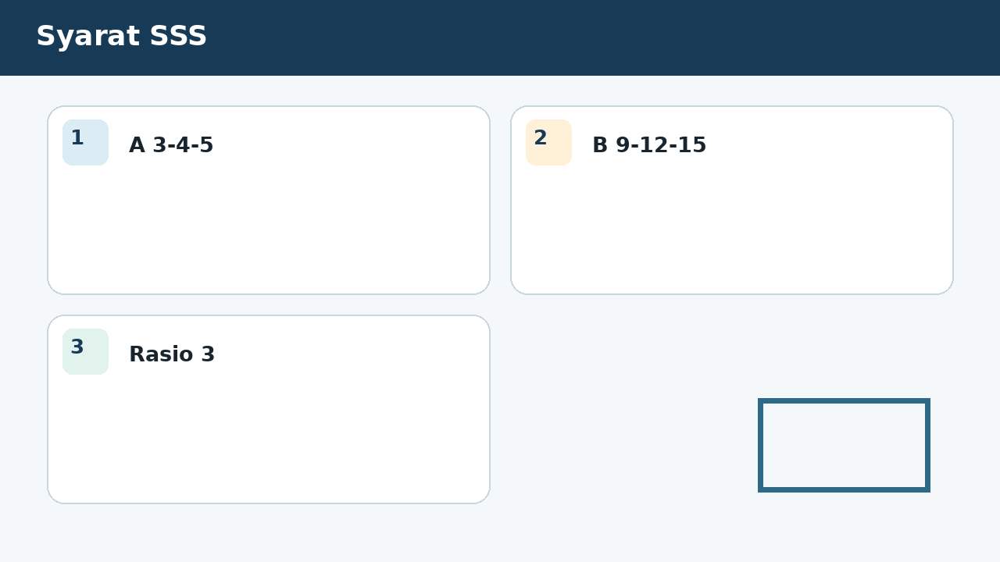 Syarat SSS
1
A 3-4-5
2
B 9-12-15
3
Rasio 3